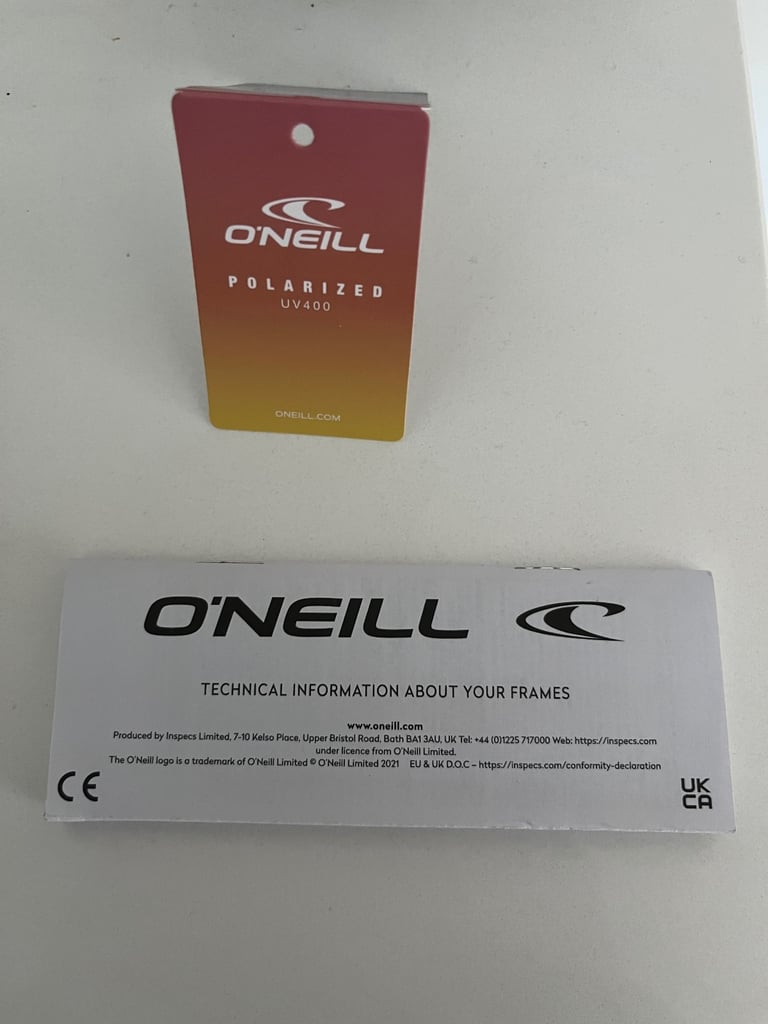 O'NEILL
POLARIZED
UV400
ONEILL.COM
O'NEILL
TECHNICAL INFORMATION ABOUT YOUR FRAMES
www.oneill.com
Produced by Inspecs Limited, 7-10 Kelso Place, Upper Bristol Road, Bath BA1 3AU, UK Tel: +44 (0)1225 717000 Web: https://inspecs.com
under licence from O'Neill Limited.
The O'Neill logo is a trademark of O'Neill Limited © O'Neill Limited 2021 EU & UK D.O.C – https://inspecs.com/conformity-declaration
CE
UK
CA